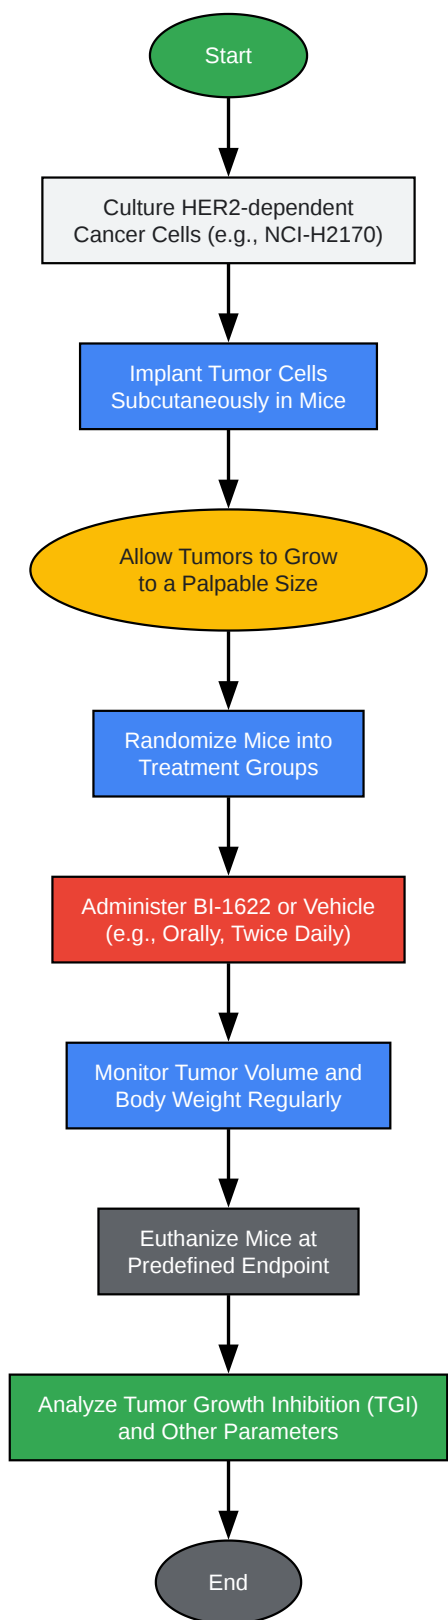 Start
Culture HER2-dependent
Cancer Cells (e.g., NCI-H2170)
Implant Tumor Cells
Subcutaneously in Mice
Allow Tumors to Grow
to a Palpable Size
Randomize Mice into
Treatment Groups
Administer BI-1622 or Vehicle
(e.g., Orally, Twice Daily)
Monitor Tumor Volume and
Body Weight Regularly
Euthanize Mice at
Predefined Endpoint
Analyze Tumor Growth Inhibition (TGI)
and Other Parameters
End